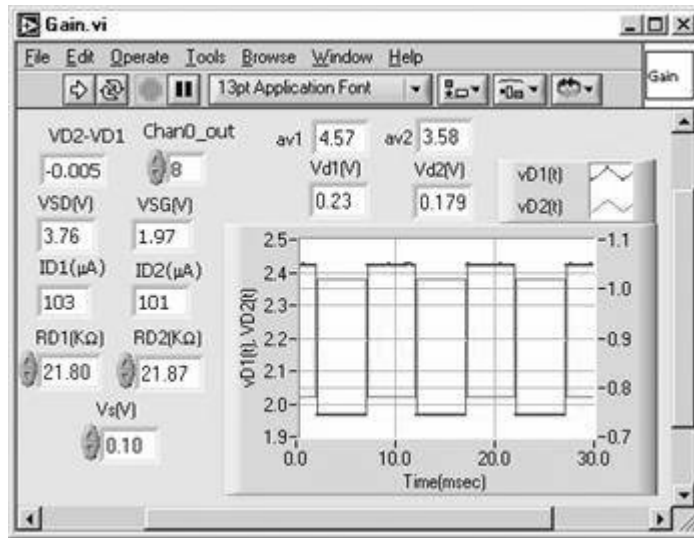 Gain.vi
File Edit Operate Tools Browse Window Help
13pt Application Font
Gain
VD2-VD1 Chan0_out av1 4.57 av2 3.58
-0.005 8 Vd1(V) Vd2(V) vD1(t)
VSD(V) VSG(V) 0.23 0.179 vD2(t)
3.76 1.97
ID1(μA) ID2(μA)
103 101
RD1(KΩ) RD2(KΩ)
21.80 21.87
Vs(V)
0.10
vD1(t), VD2(t)
2.5 1.1
2.4
2.3 1.0
2.2 0.9
2.1
2.0 0.8
1.9 0.7
0.0 10.0 20.0 30.0
Time(msec)